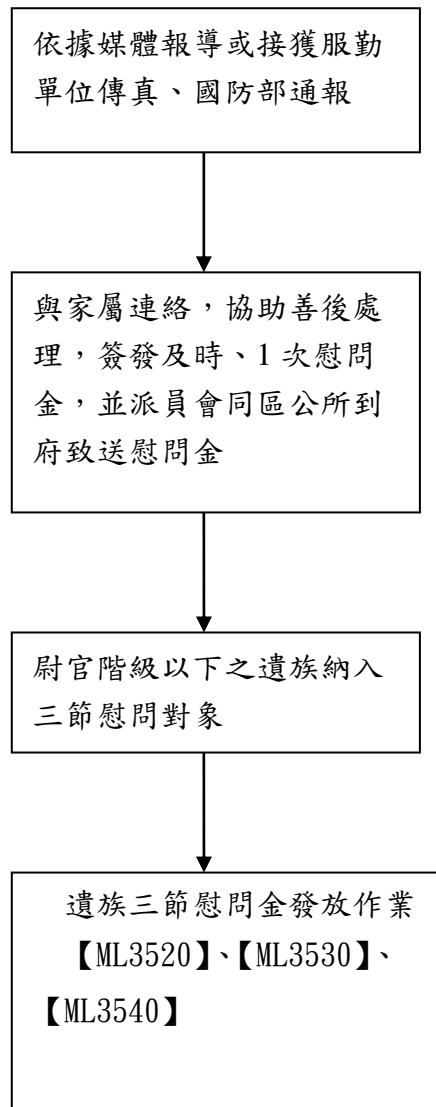 依據媒體報導或接獲服勤
單位傳真、國防部通報
與家屬連絡，協助善後處
理，簽發及時、1 次慰問
金，並派員會同區公所到
府致送慰問金
尉官階級以下之遺族納入
三節慰問對象
遺族三節慰問金發放作業
【ML3520】、【ML3530】、
【ML3540】